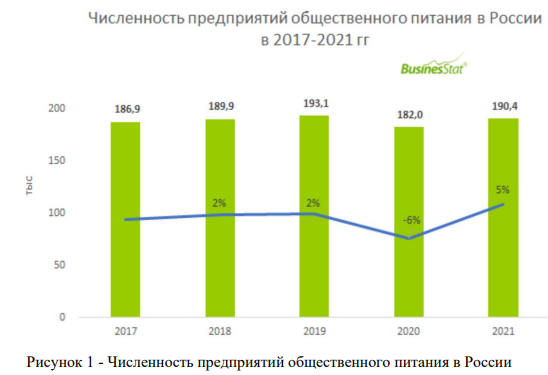 Численность предприятий общественного питания в России
в 2017-2021 гг
BusinesStat®
186,9 189,9 193,1 182,0 190,4
200
150
тыс
100
50
0
2% 2% -6% 5%
2017 2018 2019 2020 2021
Рисунок 1 - Численность предприятий общественного питания в России